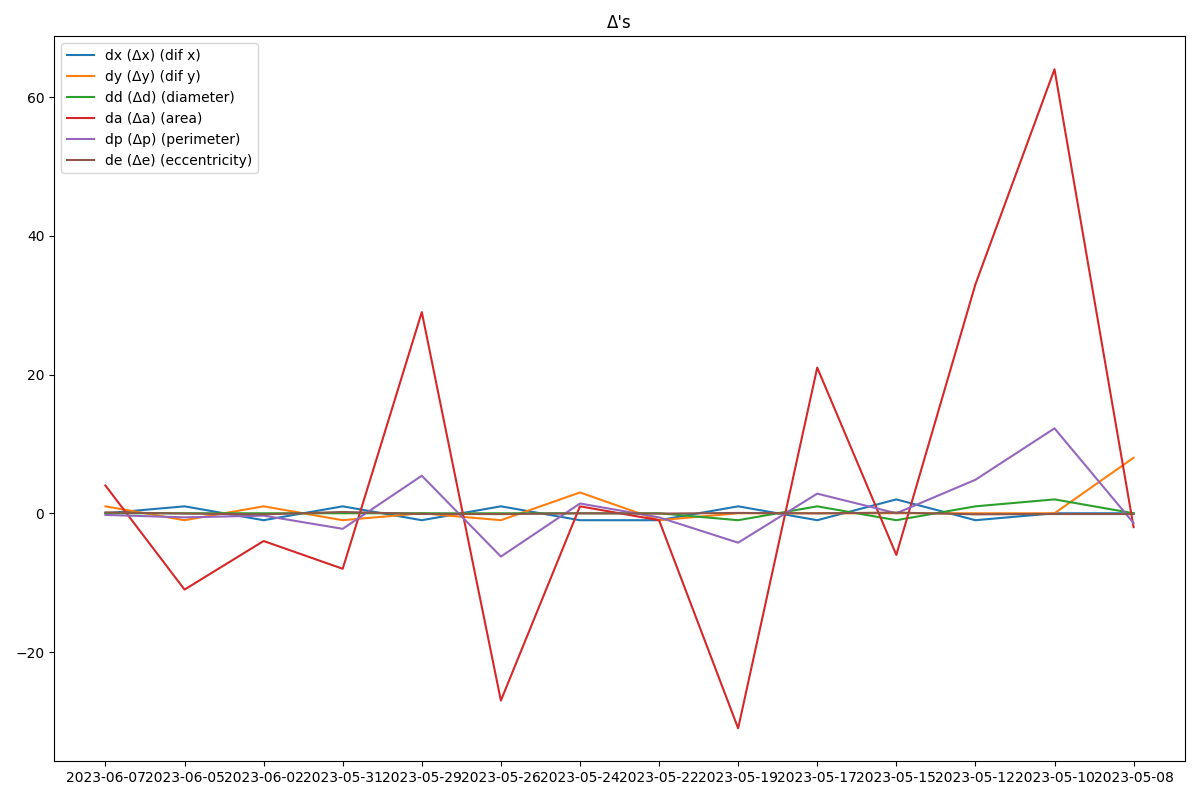 Δ's
dx (Δx) (dif x)
dy (Δy) (dif y)
dd (Δd) (diameter)
da (Δa) (area)
dp (Δp) (perimeter)
de (Δe) (eccentricity)
60
40
20
0
−20
2023-06-07 2023-06-05 2023-06-02 2023-05-31 2023-05-29 2023-05-26 2023-05-24 2023-05-22 2023-05-19 2023-05-17 2023-05-15 2023-05-12 2023-05-10 2023-05-08